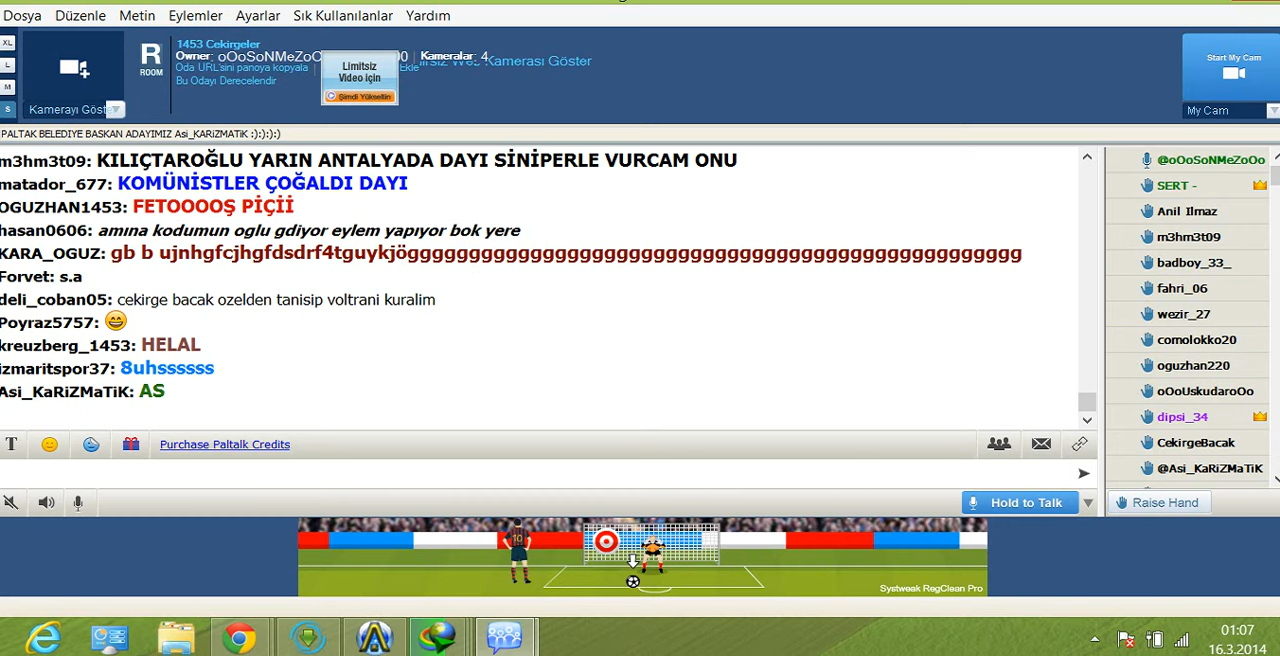 Dosya Düzenle Metin Eylemler Ayarlar Sık Kullanılanlar Yardım
XL
L
M
S
Kamerayı Göst
R
ROOM
1453 Cekirgeler
Owner: oOoSoNMeZoO 00 | Kameralar: 4
Oda URL'sini panoya kopyala | Ekle Kamerası Göster
Bu Odayı Derecelendir
Limitsiz
Video için
Şimdi Yükseltin
Start My Cam
My Cam
PALTAK BELEDIYE BASKAN ADAYIMIZ Asi_KARiZMATiK :):):):)
m3hm3t09: KILIÇTAROĞLU YARIN ANTALYADA DAYI SİNİPERLE VURCAM ONU
matador_677: KOMÜNİSTLER ÇOĞALDI DAYI
OGUZHAN1453: FETOOOOŞ PİÇİİ
hasan0606: amına kodumun oglu gdiyor eylem yapıyor bok yere
KARA_OGUZ: gb b ujnhgfcjhgfdsdrf4tguykjögggggggggggggggggggggggggggggggggggggggggggggggggg
Forvet: s.a
deli_coban05: cekirge bacak ozelden tanisip voltrani kuralim
Poyraz5757: 😄
kreuzberg_1453: HELAL
izmaritspor37: 8uhssssss
Asi_KaRiZMaTiK: AS
@oOoSoNMeZoOo
SERT -
Anil Ilmaz
m3hm3t09
badboy_33_
fahri_06
wezir_27
comolokko20
oguzhan220
oOoUskudaroOo
dipsi_34
CekirgeBacak
@Asi_KaRiZMaTiK
T Purchase Paltalk Credits
Hold to Talk
Raise Hand
10
Systweak RegClean Pro
01:07
16.3.2014